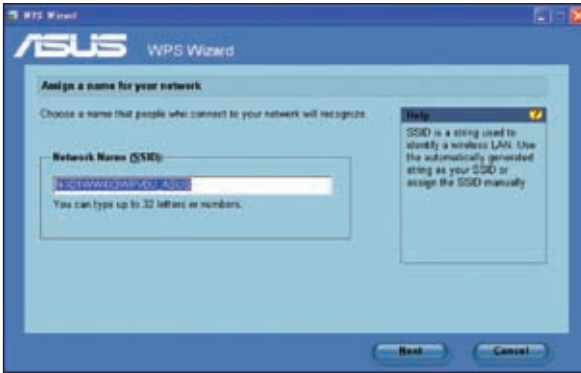 WPS Wizard
ASUS WPS Wizard
Assign a name for your network
Choose a name that people who connect to your network will recognize.
Network Name (SSID):
You can type up to 32 letters or numbers.
Help
SSID is a string used to
identify a wireless LAN. Use
the automatically generated
string as your SSID or
assign the SSID manually
Next
Cancel